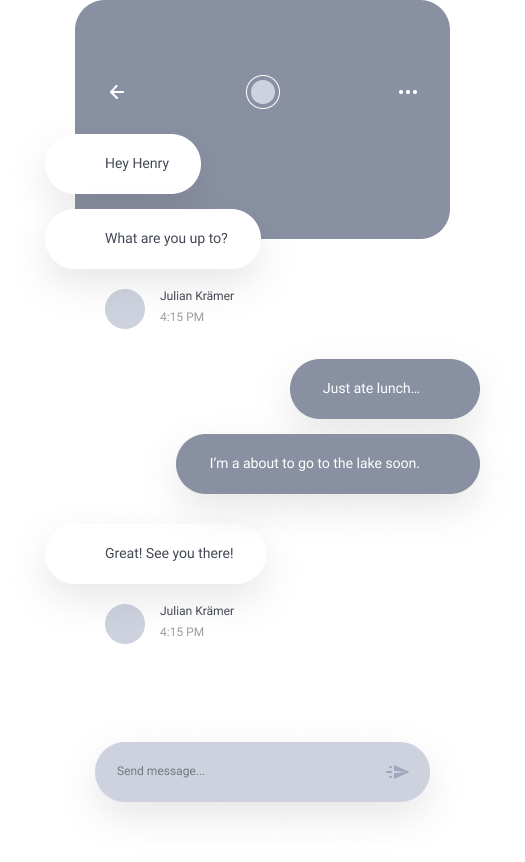 Hey Henry
What are you up to?
Julian Krämer
4:15 PM
Just ate lunch...
I'm a about to go to the lake soon.
Great! See you there!
Julian Krämer
4:15 PM
Send message...